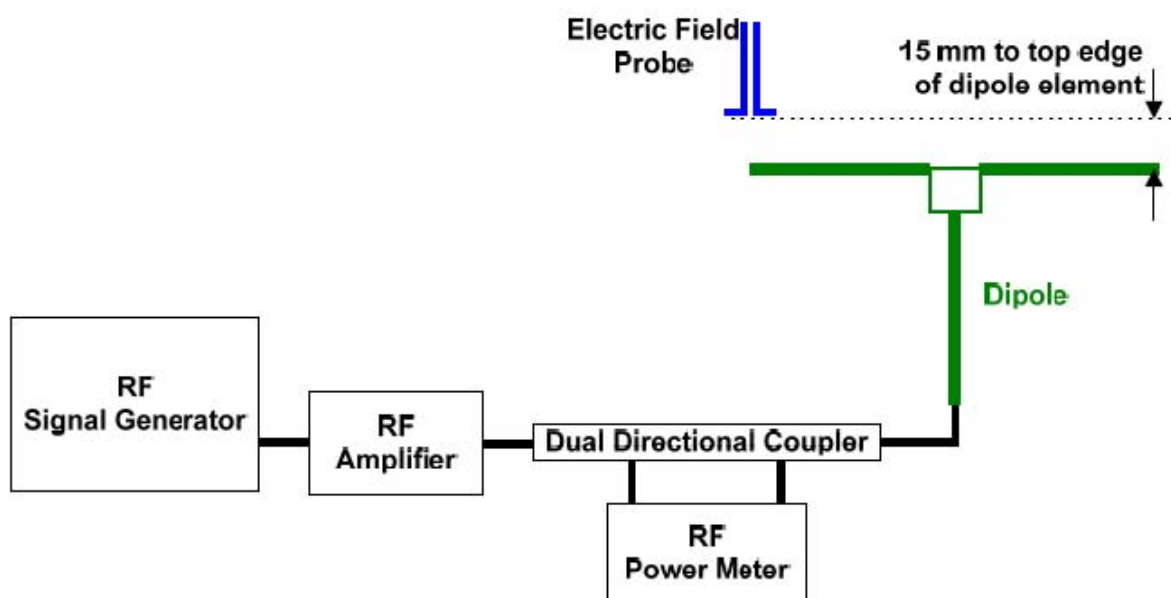 Electric Field
Probe
15 mm to top edge
of dipole element
Dipole
RF
Signal Generator
RF
Amplifier
Dual Directional Coupler
RF
Power Meter